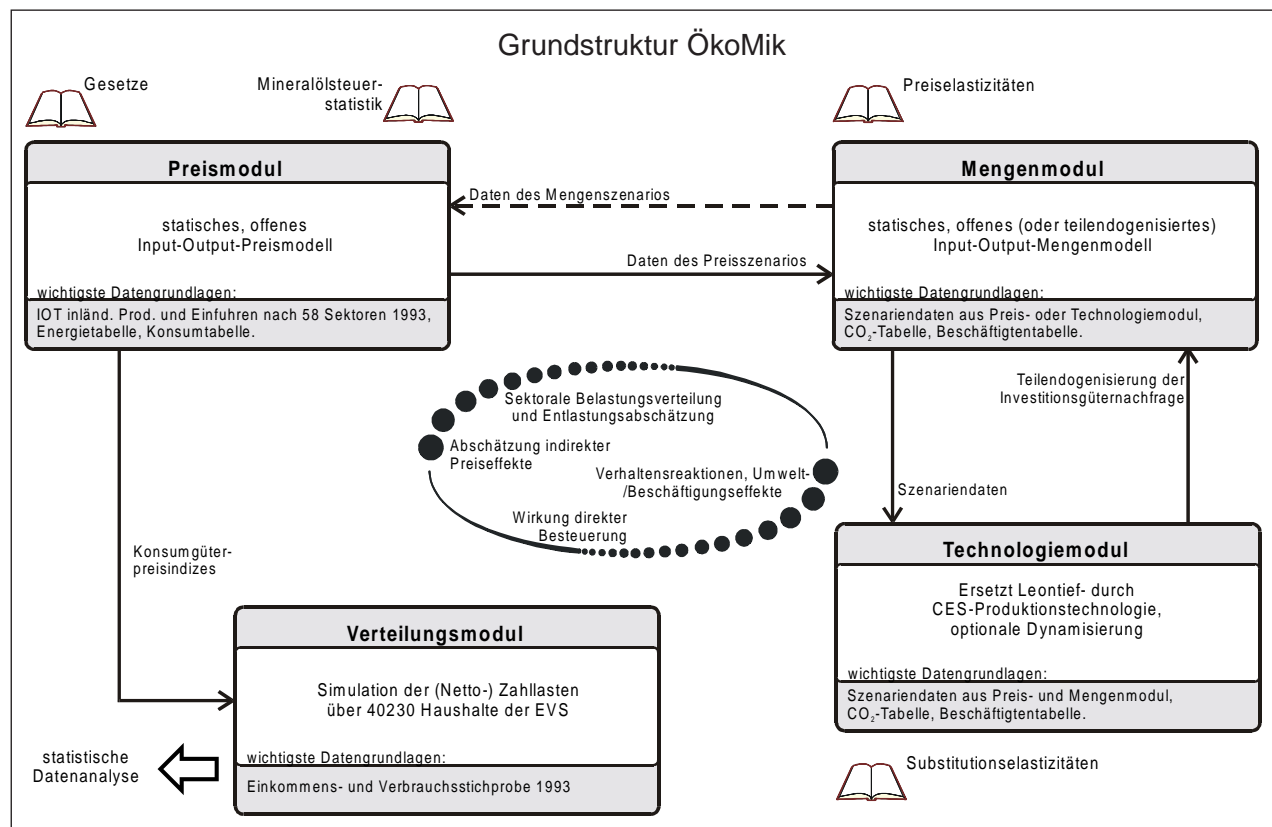 Grundstruktur ÖkoMik
Gesetze
Mineralölsteuer-
statistik
Preiselastizitäten
Preismodul
statisches, offenes
Input-Output-Preismodell
wichtigste Datengrundlagen:
IOT inländ. Prod. und Einfuhren nach 58 Sektoren 1993,
Energietabelle, Konsumtabelle.
Daten des Mengenszenarios
Daten des Preisszenarios
Mengenmodul
statisches, offenes (oder teilendogenisiertes)
Input-Output-Mengenmodell
wichtigste Datengrundlagen:
Szenariendaten aus Preis- oder Technologiemodul,
CO₂-Tabelle, Beschäftigtentabelle.
Sektorale Belastungsverteilung
und Entlastungsabschätzung
Abschätzung indirekter
Preiseffekte
Verhaltensreaktionen, Umwelt-
/Beschäftigungseffekte
Wirkung direkter
Besteuerung
Teilendogenisierung der
Investitionsgüternachfrage
Szenariendaten
Konsumgüter-
preisindizes
Technologiemodul
Ersetzt Leontief- durch
CES-Produktionstechnologie,
optionale Dynamisierung
wichtigste Datengrundlagen:
Szenariendaten aus Preis- und Mengenmodul,
CO₂-Tabelle, Beschäftigtentabelle.
Verteilungsmodul
Simulation der (Netto-) Zahllasten
über 40230 Haushalte der EVS
wichtigste Datengrundlagen:
Einkommens- und Verbrauchsstichprobe 1993
statistische
Datenanalyse
Substitutionselastizitäten